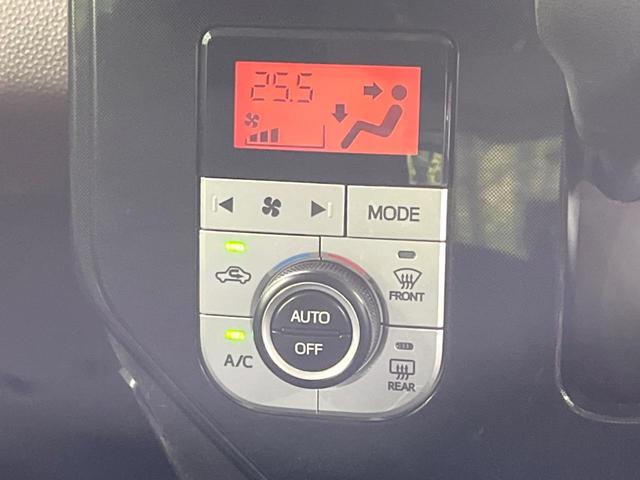 25.5
MODE
FRONT
AUTO
OFF
A/C
REAR